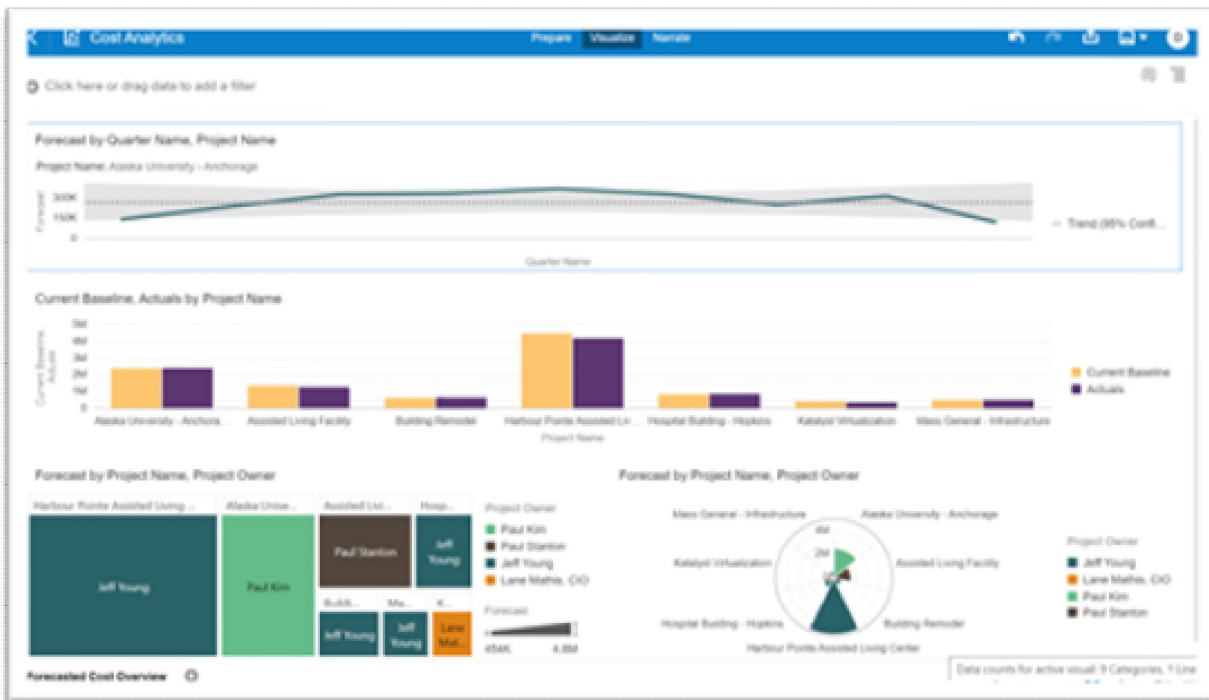 Cost Analytics
Prepare Visualize Narrate
D
Click here or drag data to add a filter
Forecast by Quarter Name, Project Name
Project Name: Alaska University - Anchorage
Forecast
300K
150K
0
Trend (95% Confi...
Quarter Name
Current Baseline, Actuals by Project Name
Current Baseline, Actuals
5M
4M
3M
2M
1M
0
Current Baseline
Actuals
Alaska University - Anchora... Assisted Living Facility Building Remodel Harbour Pointe Assisted Liv... Hospital Building - Hopkins Katalyst Virtualization Mass General - Infrastructure
Project Name
Forecast by Project Name, Project Owner
Harbour Pointe Assisted Living ... Alaska Unive... Assisted Livi... Hosp...
Jeff Young
Paul Kim
Paul Stanton
Jeff Young
Buildi... Ma... K...
Jeff Young
Jeff Young
Lane Mat...
Project Owner
Paul Kim
Paul Stanton
Jeff Young
Lane Mathis, CIO
Forecast
454K 4.8M
Forecast by Project Name, Project Owner
Mass General - Infrastructure
Alaska University - Anchorage
4M
2M
Katalyst Virtualization
Assisted Living Facility
Hospital Building - Hopkins
Building Remodel
Harbour Pointe Assisted Living Center
Project Owner
Jeff Young
Lane Mathis, CIO
Paul Kim
Paul Stanton
Forecasted Cost Overview
Data counts for active visual: 9 Categories, 1 Line